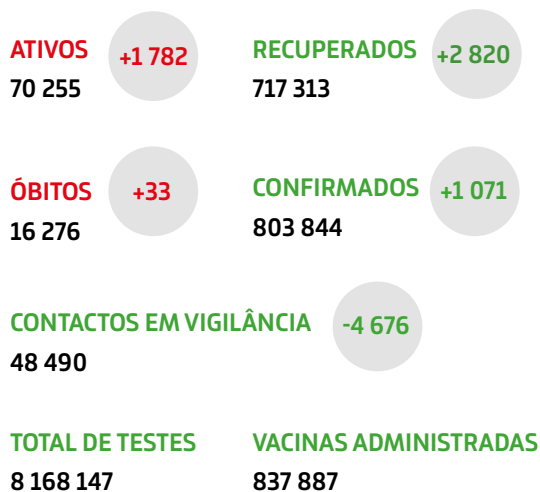 ATIVOS
+1 782
70 255
RECUPERADOS
+2 820
717 313
ÓBITOS
+33
16 276
CONFIRMADOS
+1 071
803 844
CONTACTOS EM VIGILÂNCIA
-4 676
48 490
TOTAL DE TESTES
8 168 147
VACINAS ADMINISTRADAS
837 887